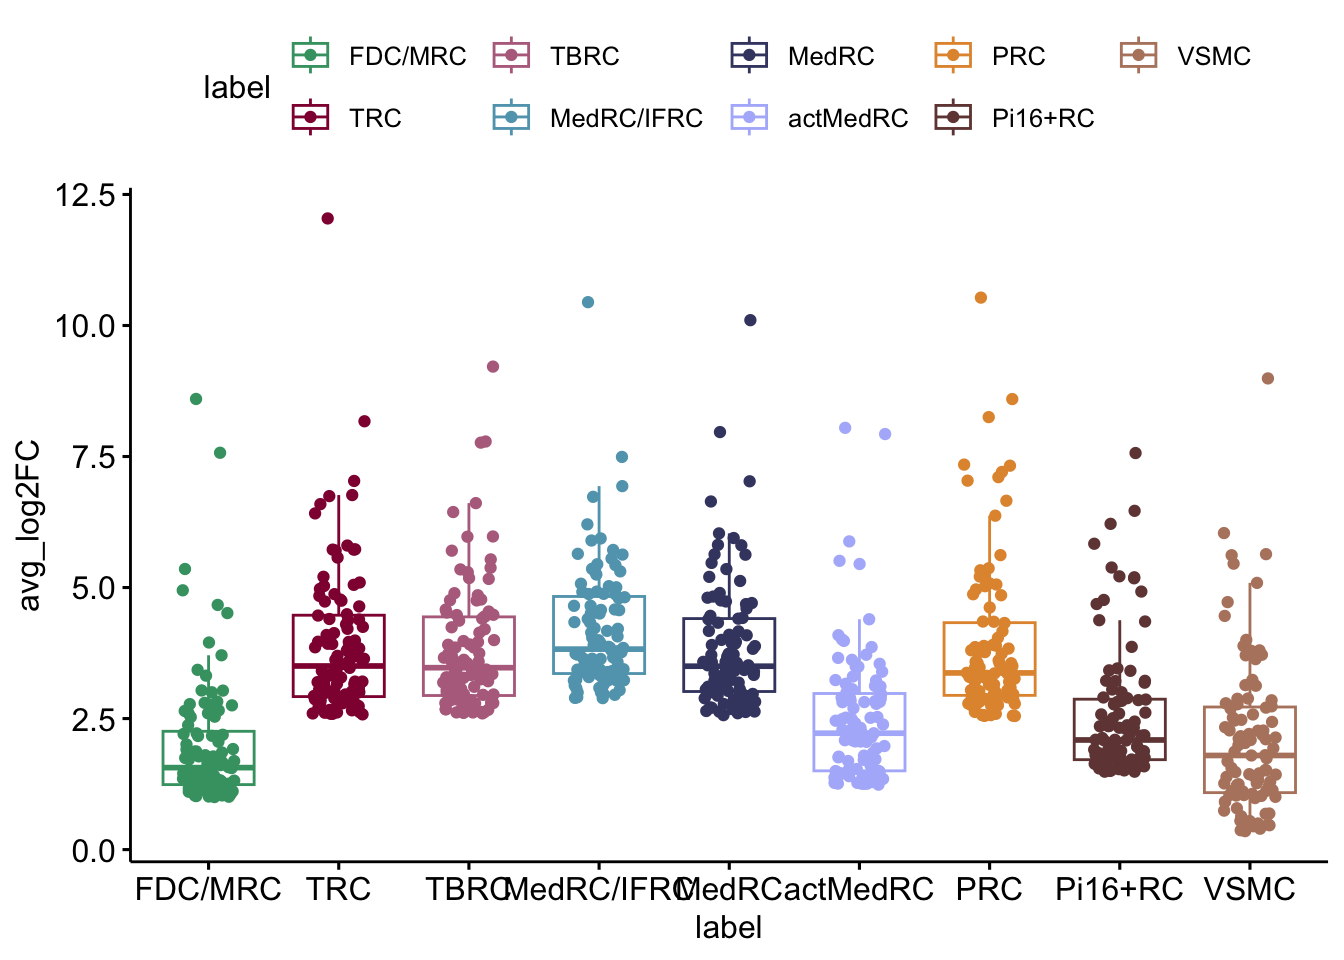 label
FDC/MRC TBRC MedRC PRC VSMC
TRC MedRC/IFRC actMedRC Pi16+RC
12.5
10.0
7.5
5.0
2.5
0.0
avg_log2FC
FDC/MRC TRC TBRC MedRC/IFRC MedRC actMedRC PRC Pi16+RC VSMC
label